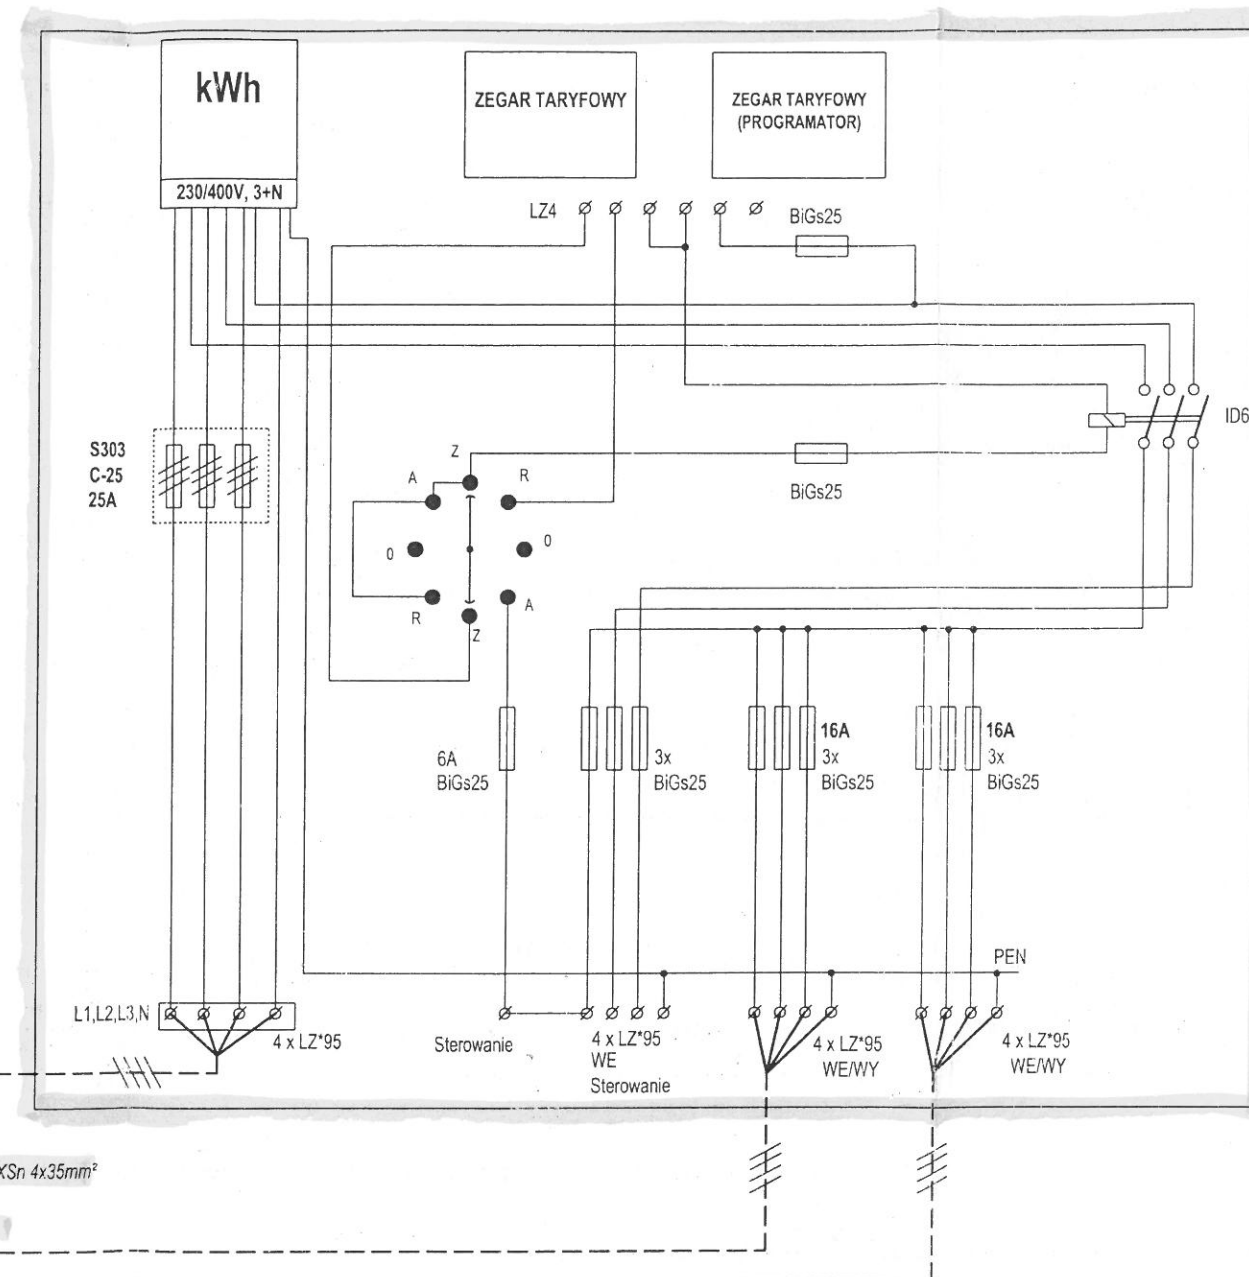 kWh
230/400V, 3+N
ZEGAR TARYFOWY
ZEGAR TARYFOWY
(PROGRAMATOR)
LZ4
BiGs25
ID6
S303
C-25
25A
Z
A
R
BiGs25
0
0
R
A
Z
6A
BiGs25
3x
BiGs25
16A
3x
BiGs25
16A
3x
BiGs25
PEN
L1,L2,L3,N
4 x LZ*95
Sterowanie
4 x LZ*95
WE
Sterowanie
4 x LZ*95
WE/WY
4 x LZ*95
WE/WY
XSn 4x35mm²